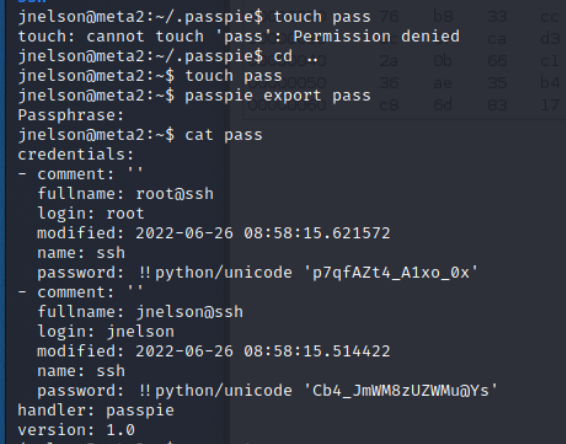 jnelson@meta2:~/.passpie$ touch pass
touch: cannot touch 'pass': Permission denied
jnelson@meta2:~/.passpie$ cd ..
jnelson@meta2:~$ touch pass
jnelson@meta2:~$ passpie export pass
Passphrase:
jnelson@meta2:~$ cat pass
credentials:
- comment: ''
  fullname: root@ssh
  login: root
  modified: 2022-06-26 08:58:15.621572
  name: ssh
  password: !!python/unicode 'p7qfAZt4_A1xo_0x'
- comment: ''
  fullname: jnelson@ssh
  login: jnelson
  modified: 2022-06-26 08:58:15.514422
  name: ssh
  password: !!python/unicode 'Cb4_JmWM8zUZWMu@Ys'
handler: passpie
version: 1.0